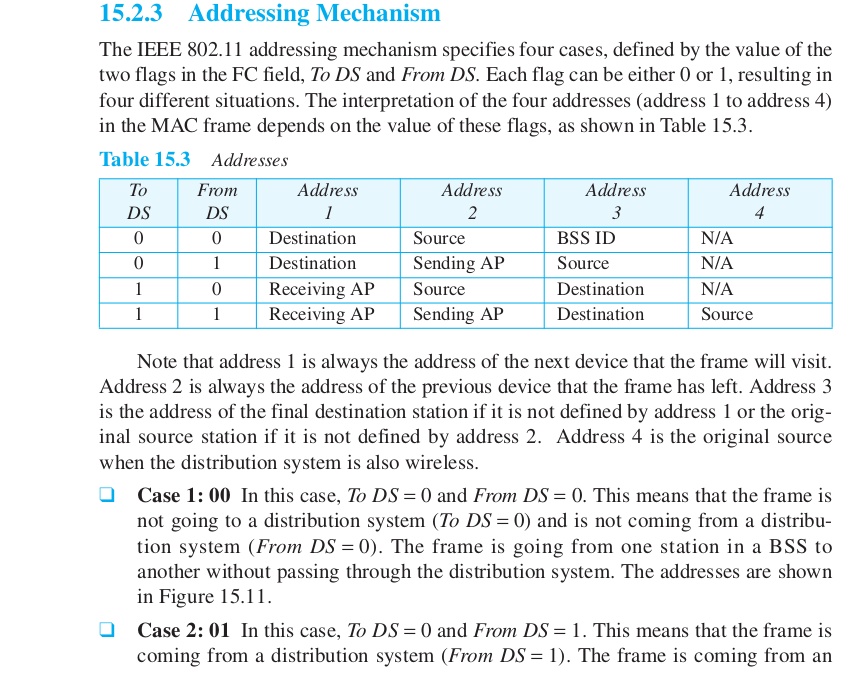 15.2.3 Addressing Mechanism
The IEEE 802.11 addressing mechanism specifies four cases, defined by the value of the
two flags in the FC field, To DS and From DS. Each flag can be either 0 or 1, resulting in
four different situations. The interpretation of the four addresses (address 1 to address 4)
in the MAC frame depends on the value of these flags, as shown in Table 15.3.
Table 15.3 Addresses
To From Address Address Address Address
DS DS 1 2 3 4
0 0 Destination Source BSS ID N/A
0 1 Destination Sending AP Source N/A
1 0 Receiving AP Source Destination N/A
1 1 Receiving AP Sending AP Destination Source
Note that address 1 is always the address of the next device that the frame will visit.
Address 2 is always the address of the previous device that the frame has left. Address 3
is the address of the final destination station if it is not defined by address 1 or the orig-
inal source station if it is not defined by address 2. Address 4 is the original source
when the distribution system is also wireless.
❑ Case 1: 00 In this case, To DS = 0 and From DS = 0. This means that the frame is
not going to a distribution system (To DS = 0) and is not coming from a distribu-
tion system (From DS = 0). The frame is going from one station in a BSS to
another without passing through the distribution system. The addresses are shown
in Figure 15.11.
❑ Case 2: 01 In this case, To DS = 0 and From DS = 1. This means that the frame is
coming from a distribution system (From DS = 1). The frame is coming from an